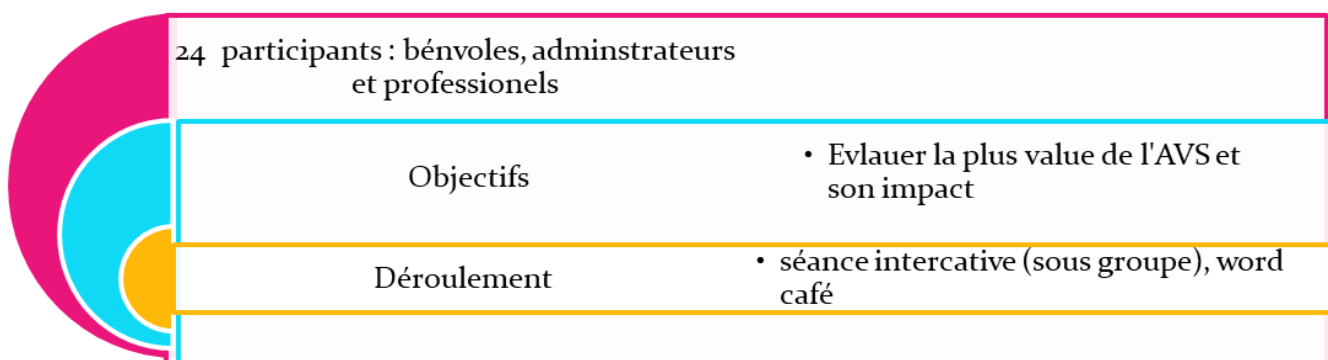 24 participants : bénvoles, adminstrateurs
et professionels
Objectifs
• Evlauer la plus value de l'AVS et
son impact
Déroulement
• séance intercative (sous groupe), word
café